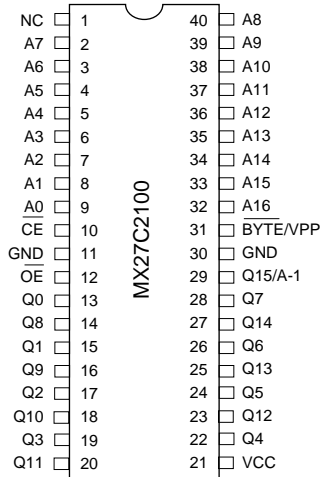 NC 1 40 A8
A7 2 39 A9
A6 3 38 A10
A5 4 37 A11
A4 5 36 A12
A3 6 35 A13
A2 7 34 A14
A1 8 33 A15
A0 9 32 A16
C̅E̅ 10 31 B̅Y̅T̅E̅/VPP
GND 11 30 GND
O̅E̅ 12 29 Q15/A-1
Q0 13 28 Q7
Q8 14 27 Q14
Q1 15 26 Q6
Q9 16 25 Q13
Q2 17 24 Q5
Q10 18 23 Q12
Q3 19 22 Q4
Q11 20 21 VCC
MX27C2100